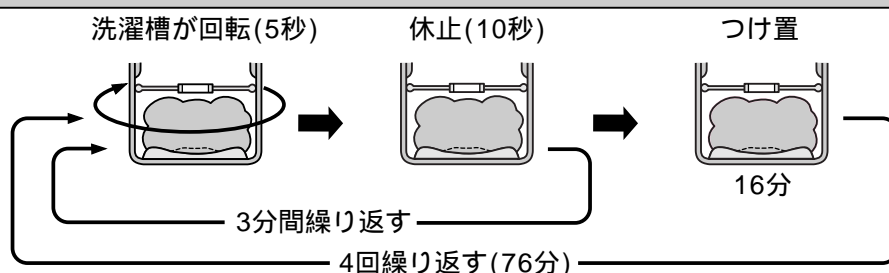 洗濯槽が回転(5秒)
休止(10秒)
つけ置
16分
3分間繰り返す
4回繰り返す(76分)